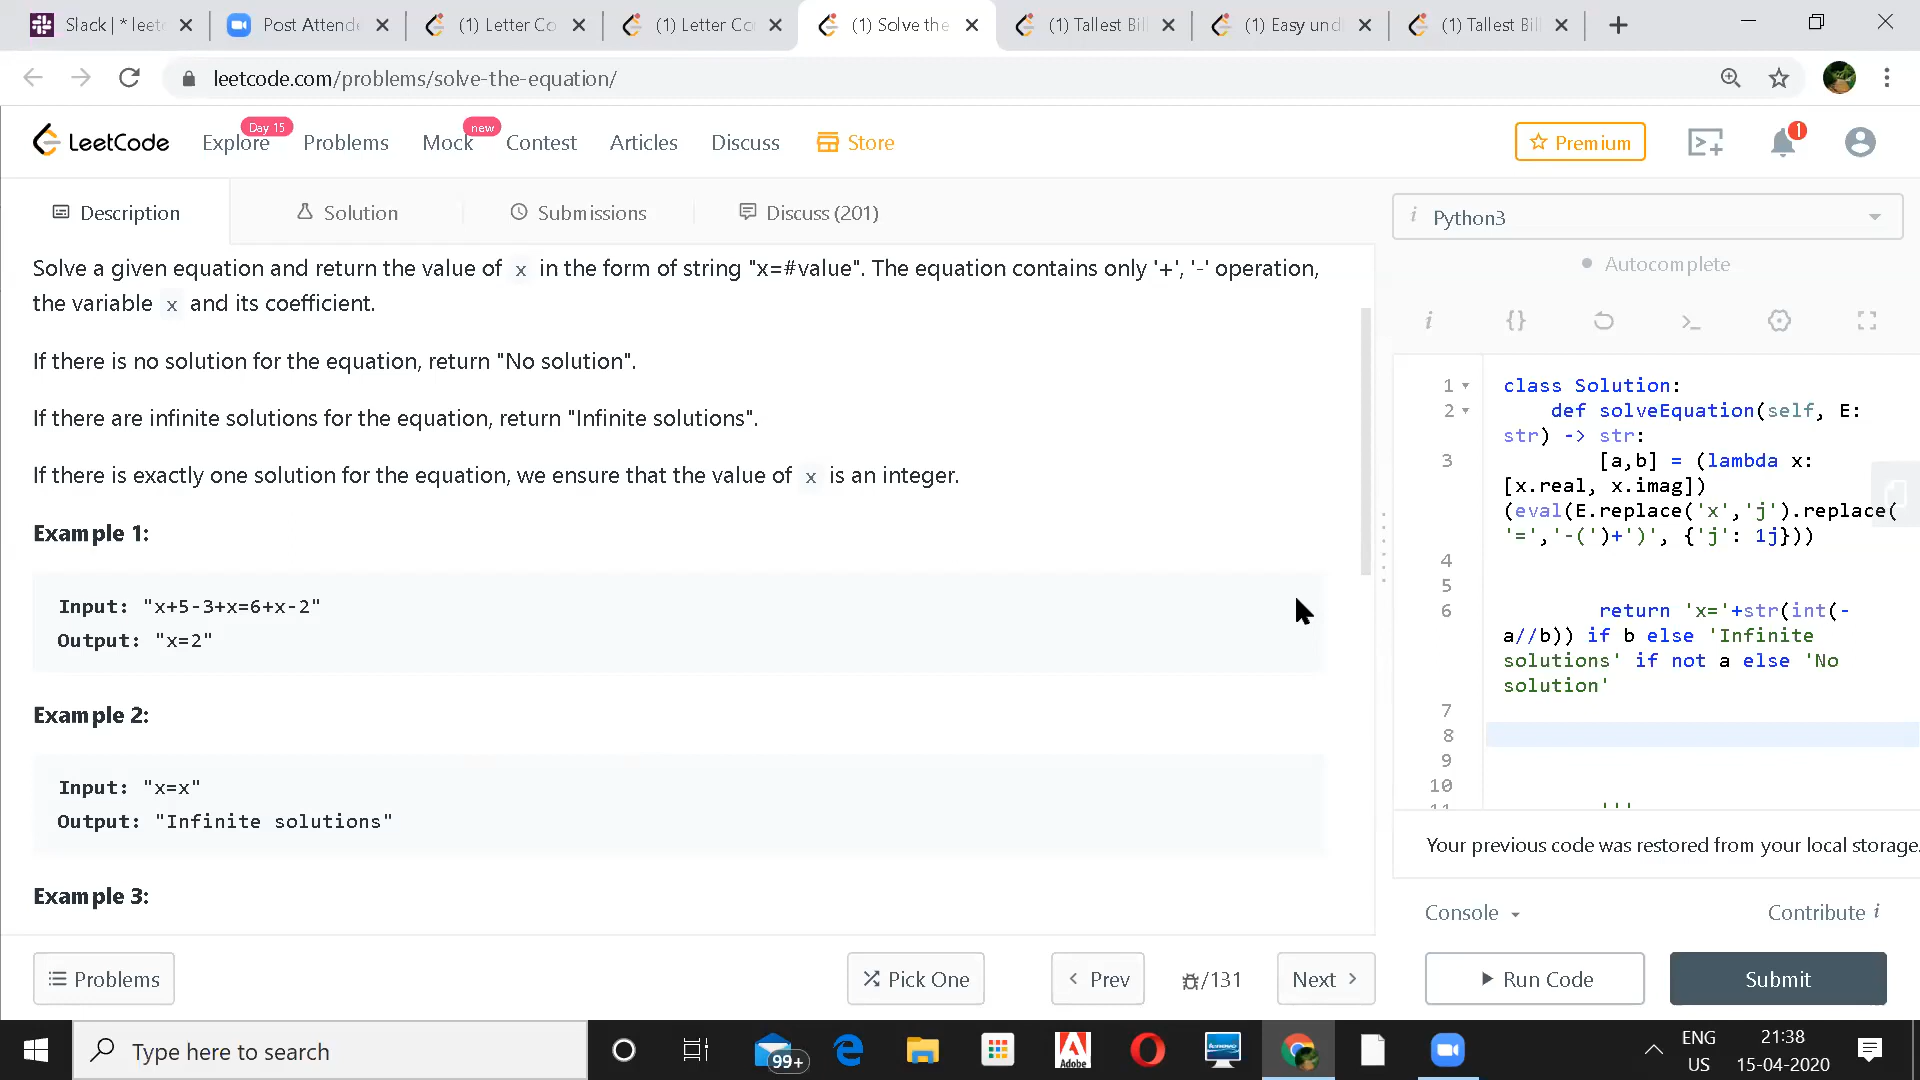 Slack | * leet
Post Attende
(1) Letter Co
(1) Letter Cor
(1) Solve the
(1) Tallest Bil
(1) Easy und
(1) Tallest Bil
leetcode.com/problems/solve-the-equation/
LeetCode
Explore
Day 15
Problems
Mock
new
Contest
Articles
Discuss
Store
Premium
1
Description
Solution
Submissions
Discuss (201)
i Python3
Autocomplete
Solve a given equation and return the value of x in the form of string "x=#value". The equation contains only '+', '-' operation,
the variable x and its coefficient.
If there is no solution for the equation, return "No solution".
If there are infinite solutions for the equation, return "Infinite solutions".
If there is exactly one solution for the equation, we ensure that the value of x is an integer.
Example 1:
Input: "x+5-3+x=6+x-2"
Output: "x=2"
Example 2:
Input: "x=x"
Output: "Infinite solutions"
Example 3:
i {} >_
1 class Solution:
2 def solveEquation(self, E:
str) -> str:
3 [a,b] = (lambda x:
[x.real, x.imag])
(eval(E.replace('x','j').replace(
'=','-(')+')', {'j': 1j}))
4
5
6 return 'x='+str(int(-
a//b)) if b else 'Infinite
solutions' if not a else 'No
solution'
7
8
9
10
11 '''
Your previous code was restored from your local storage.
Console
Contribute i
Problems
Pick One
< Prev
/131
Next >
Run Code
Submit
Type here to search
99+
Adobe
ENG
US
21:38
15-04-2020